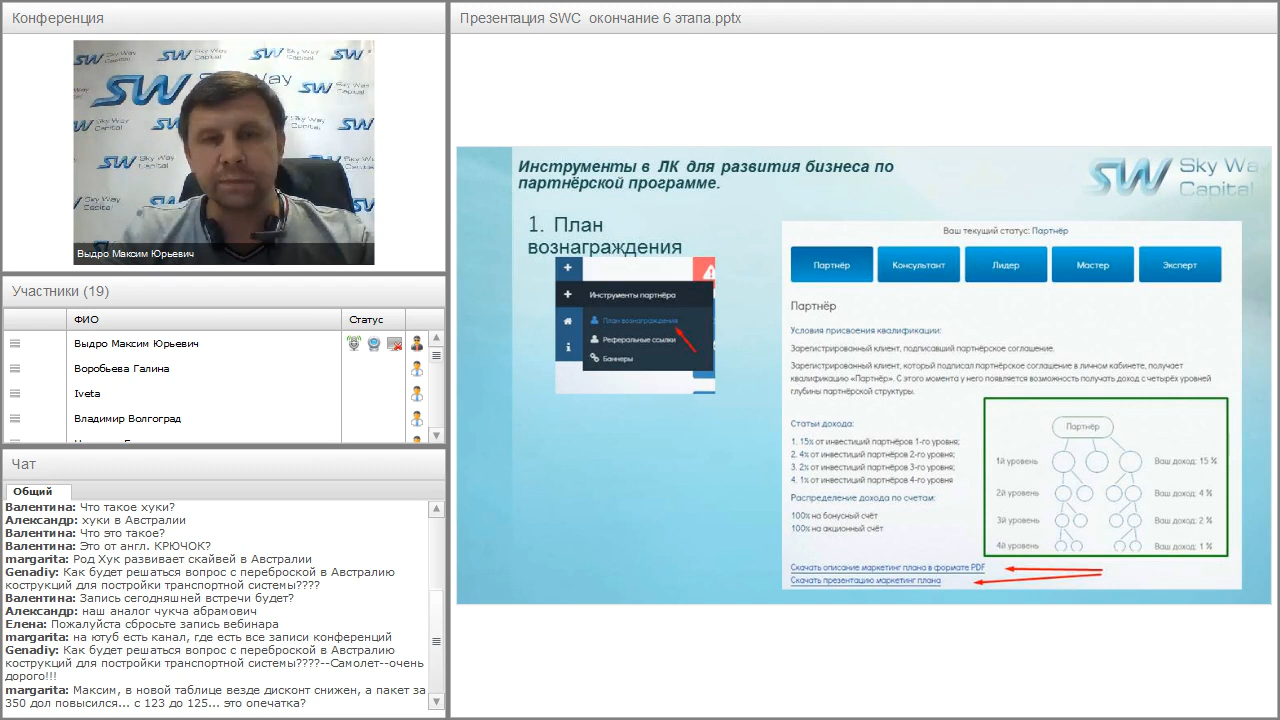 Конференция
SW
Sky Way
Capital
Выдро Максим Юрьевич
Участники (19)
ФИО
Статус
Выдро Максим Юрьевич
Воробьева Галина
Iveta
Владимир Волгоград
Чат
Общий
Валентина: Что такое хуки?
Александр: хуки в Австралии
Валентина: Что это такое?
Валентина: Это от англ. КРЮЧОК?
margarita: Род Хук развивает скайвей в Австралии
Genadiy: Как будет решаться вопрос с переброской в Австралию
кострукций для постройки транспортной системы????
Валентина: Запись сегодняшней встречи будет?
Александр: наш аналог чукча абрамович
Елена: Пожалуйста сбросьте запись вебинара
margarita: на ютуб есть канал, где есть все записи конференций
Genadiy: Как будет решаться вопрос с переброской в Австралию
кострукций для постройки транспортной системы????--Самолет--очень
дорого!!!
margarita: Максим, в новой таблице везде дисконт снижен, а пакет за
350 дол повысился... с 123 до 125... это опечатка?
Презентация SWC окончание 6 этапа.pptx
Инструменты в ЛК для развития бизнеса по
партнёрской программе.
SW Sky Wa
Capital
1. План
вознаграждения
Инструменты партнёра
План вознаграждения
Реферальные ссылки
Баннеры
Ваш текущий статус: Партнёр
Партнёр
Консультант
Лидер
Мастер
Эксперт
Партнёр
Условия присвоения квалификации:
Зарегистрированный клиент, подписавший партнёрское соглашение.
Зарегистрированный клиент, который подписал партнёрское соглашение в личном кабинете, получает
квалификацию «Партнёр». С этого момента у него появляется возможность получать доход с четырёх уровней
глубины партнёрской структуры.
Статьи дохода:
1. 15% от инвестиций партнёров 1-го уровня;
2. 4% от инвестиций партнёров 2-го уровня;
3. 2% от инвестиций партнёров 3-го уровня;
4. 1% от инвестиций партнёров 4-го уровня
Распределение дохода по счетам:
100% на бонусный счёт
100% на акционный счёт
Партнёр
1й уровень
Ваш доход: 15 %
2й уровень
Ваш доход: 4 %
3й уровень
Ваш доход: 2 %
4й уровень
Ваш доход: 1 %
Скачать описание маркетинг плана в формате PDF
Скачать презентацию маркетинг плана